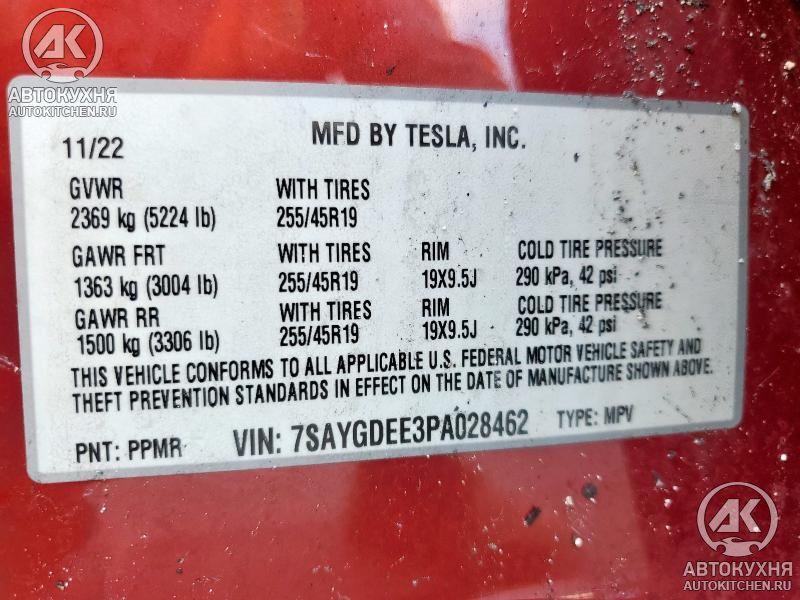 AK
АВТОКУХНЯ
AUTOKITCHEN.RU
11/22 MFD BY TESLA, INC.
GVWR WITH TIRES
2369 kg (5224 lb) 255/45R19
GAWR FRT WITH TIRES RIM COLD TIRE PRESSURE
1363 kg (3004 lb) 255/45R19 19X9.5J 290 kPa, 42 psi
GAWR RR WITH TIRES RIM COLD TIRE PRESSURE
1500 kg (3306 lb) 255/45R19 19X9.5J 290 kPa, 42 psi
THIS VEHICLE CONFORMS TO ALL APPLICABLE U.S. FEDERAL MOTOR VEHICLE SAFETY AND
THEFT PREVENTION STANDARDS IN EFFECT ON THE DATE OF MANUFACTURE SHOWN ABOVE.
PNT: PPMR VIN: 7SAYGDEE3PA028462 TYPE: MPV
AK
АВТОКУХНЯ
AUTOKITCHEN.RU